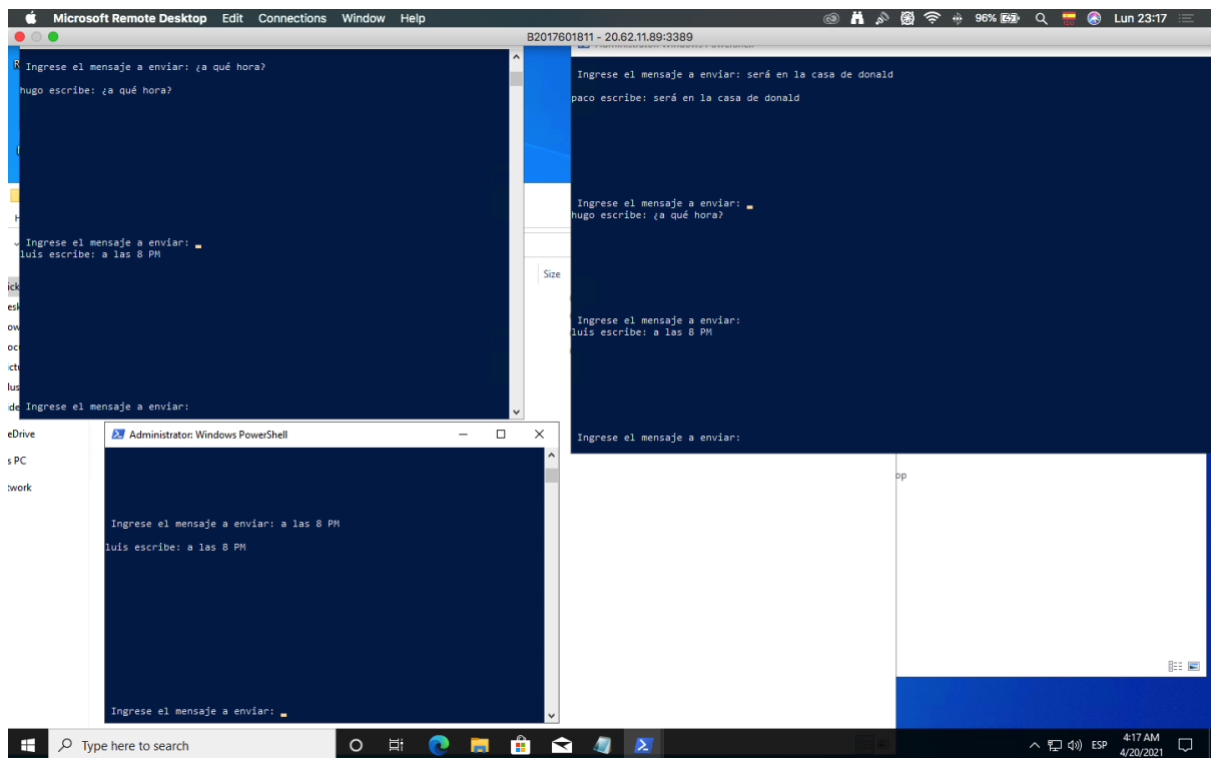 Microsoft Remote Desktop Edit Connections Window Help 96% Lun 23:17
B2017601811 - 20.62.11.89:3389
Ingrese el mensaje a enviar: ¿a qué hora?
hugo escribe: ¿a qué hora?
Ingrese el mensaje a enviar:
luis escribe: a las 8 PM
Ingrese el mensaje a enviar:
Ingrese el mensaje a enviar: será en la casa de donald
paco escribe: será en la casa de donald
Ingrese el mensaje a enviar:
hugo escribe: ¿a qué hora?
Ingrese el mensaje a enviar:
luis escribe: a las 8 PM
Ingrese el mensaje a enviar:
Size
eDrive
s PC
twork
op
Administrator: Windows PowerShell
Ingrese el mensaje a enviar: a las 8 PM
luis escribe: a las 8 PM
Ingrese el mensaje a enviar:
Type here to search
ESP
4:17 AM
4/20/2021